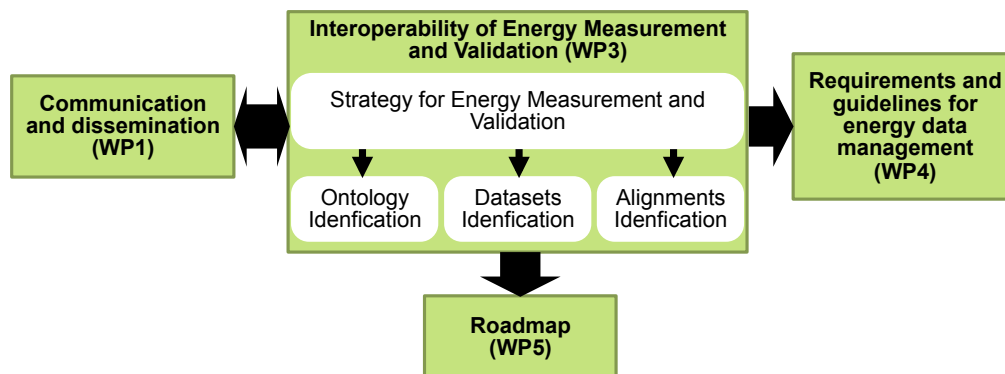 Interoperability of Energy Measurement
and Validation (WP3)
Strategy for Energy Measurement and
Validation
Ontology
Idenfication
Datasets
Idenfication
Alignments
Idenfication
Communication
and dissemination
(WP1)
Requirements and
guidelines for
energy data
management
(WP4)
Roadmap
(WP5)